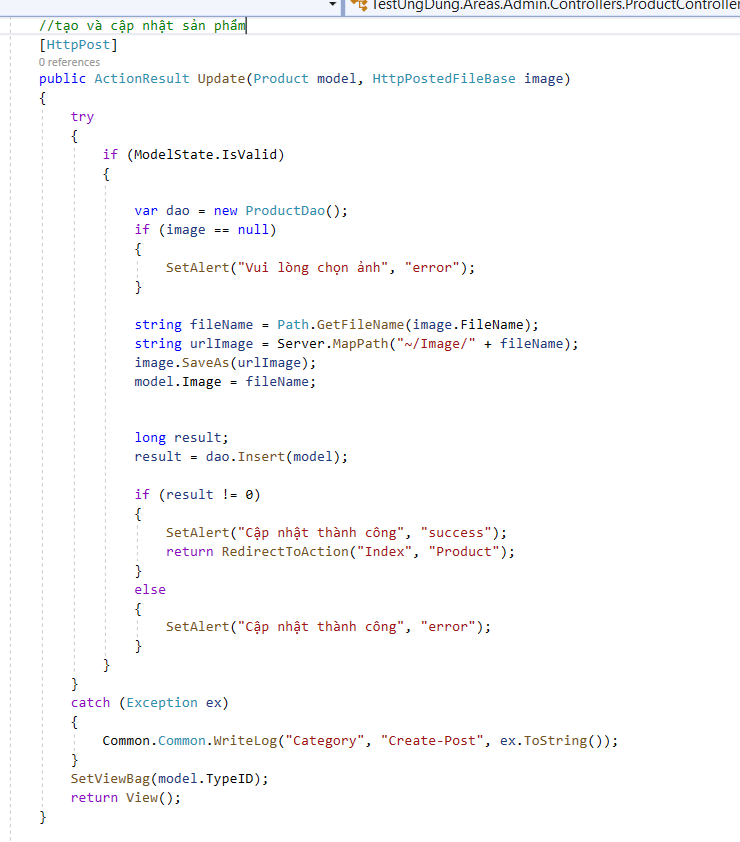 TestUngDung.Areas.Admin.Controllers.ProductController
//tạo và cập nhật sản phẩm
[HttpPost]
0 references
public ActionResult Update(Product model, HttpPostedFileBase image)
{
try
{
if (ModelState.IsValid)
{
var dao = new ProductDao();
if (image == null)
{
SetAlert("Vui lòng chọn ảnh", "error");
}
string fileName = Path.GetFileName(image.FileName);
string urlImage = Server.MapPath("~/Image/" + fileName);
image.SaveAs(urlImage);
model.Image = fileName;
long result;
result = dao.Insert(model);
if (result != 0)
{
SetAlert("Cập nhật thành công", "success");
return RedirectToAction("Index", "Product");
}
else
{
SetAlert("Cập nhật thành công", "error");
}
}
}
catch (Exception ex)
{
Common.Common.WriteLog("Category", "Create-Post", ex.ToString());
}
SetViewBag(model.TypeID);
return View();
}